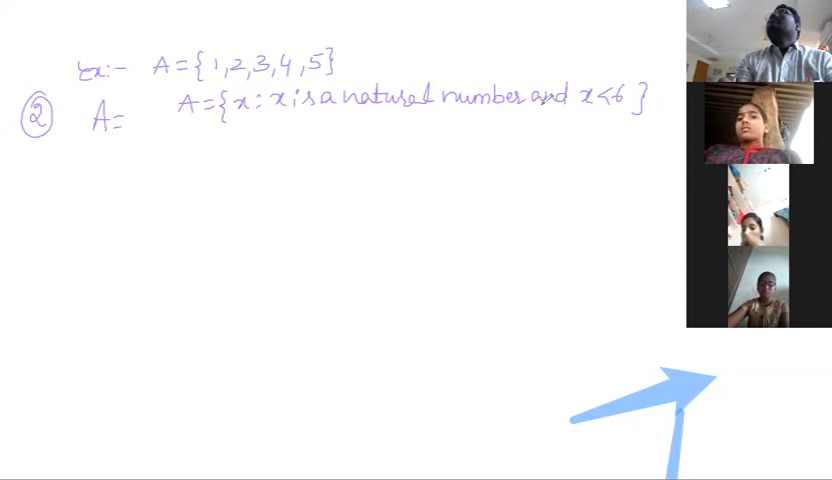 Ex:- A = {1,2,3,4,5}
A = {x : x is a natural number and x<6}
② A =